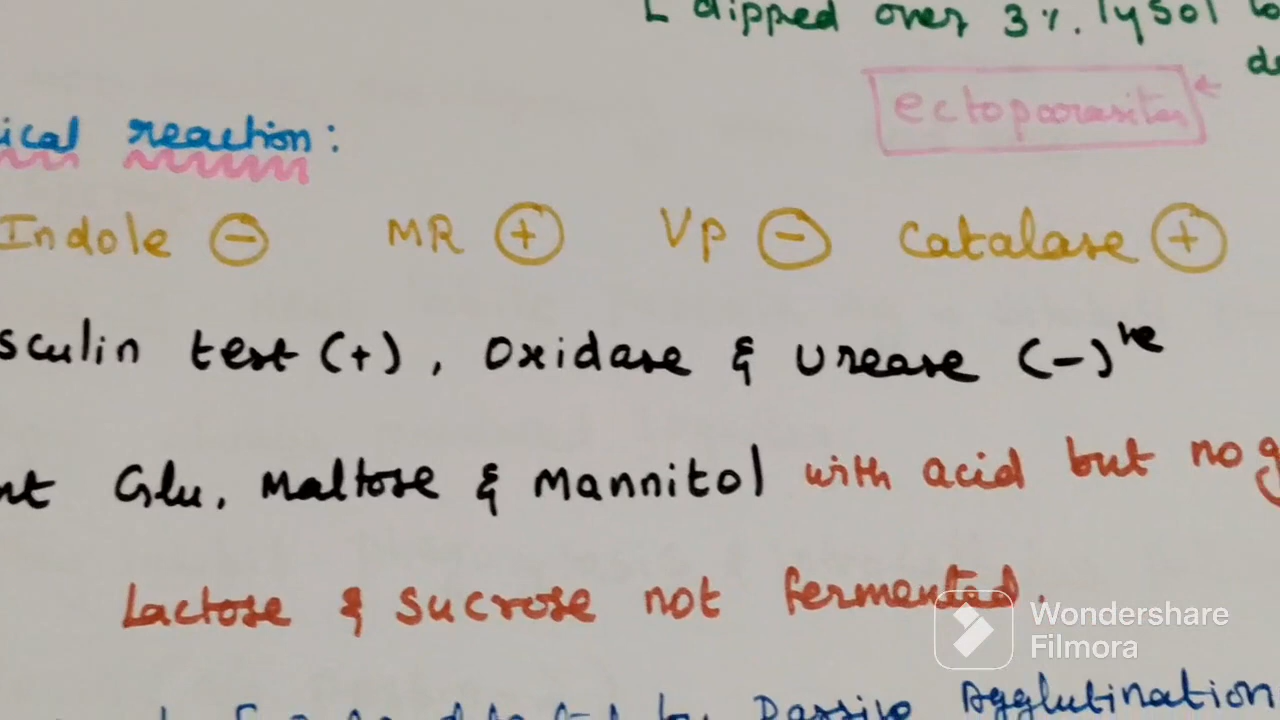 dipped over 3%. lysol
ectoparasites
ical reaction:
Indole (-) MR (+) VP (-) catalase (+)
sculin test (+), Oxidase & Urease (-)ve
nt Glu, Maltose & Mannitol with acid but no g
Lactose & Sucrose not fermented.
Wondershare
Filmora
by Passive Agglutination